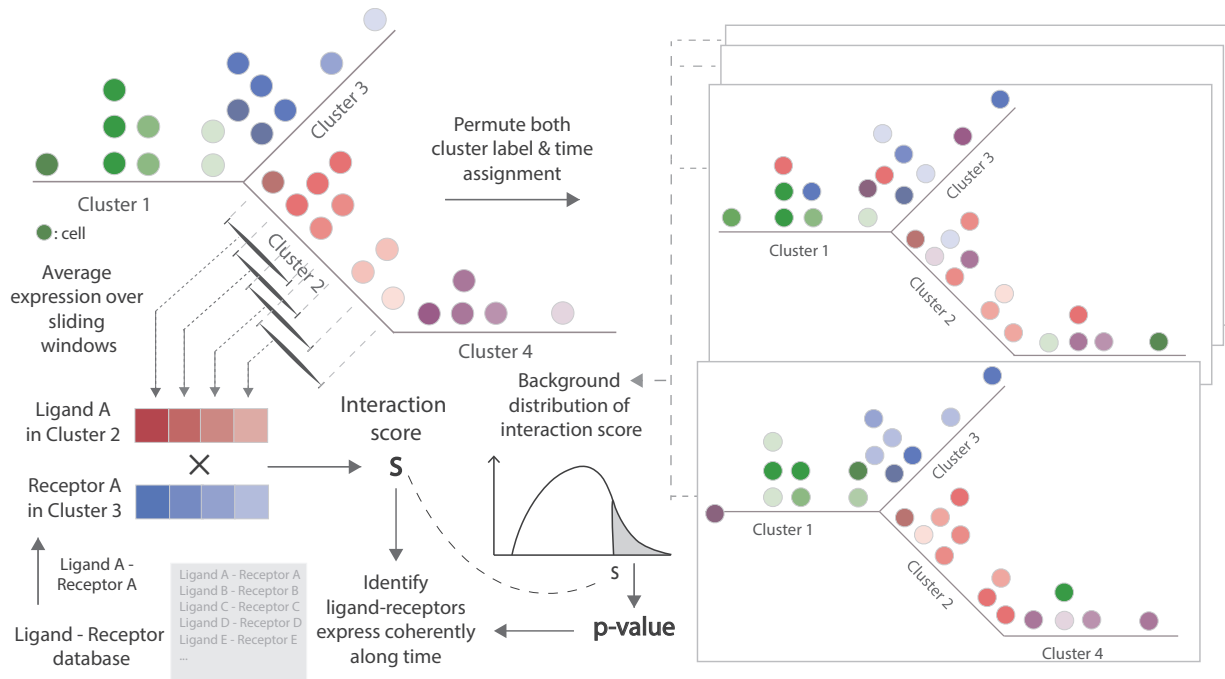 Cluster 3
Cluster 1
: cell
Cluster 2
Cluster 4
Permute both
cluster label & time
assignment
Average
expression over
sliding
windows
Ligand A
in Cluster 2
×
Receptor A
in Cluster 3
Ligand A -
Receptor A
Ligand - Receptor
database
Ligand A - Receptor A
Ligand B - Receptor B
Ligand C - Receptor C
Ligand D - Receptor D
Ligand E - Receptor E
...
Interaction
score
S
Identify
ligand-receptors
express coherently
along time
Background
distribution of
interaction score
S
p-value
Cluster 3
Cluster 1
Cluster 2
Cluster 4
Cluster 3
Cluster 1
Cluster 2
Cluster 4